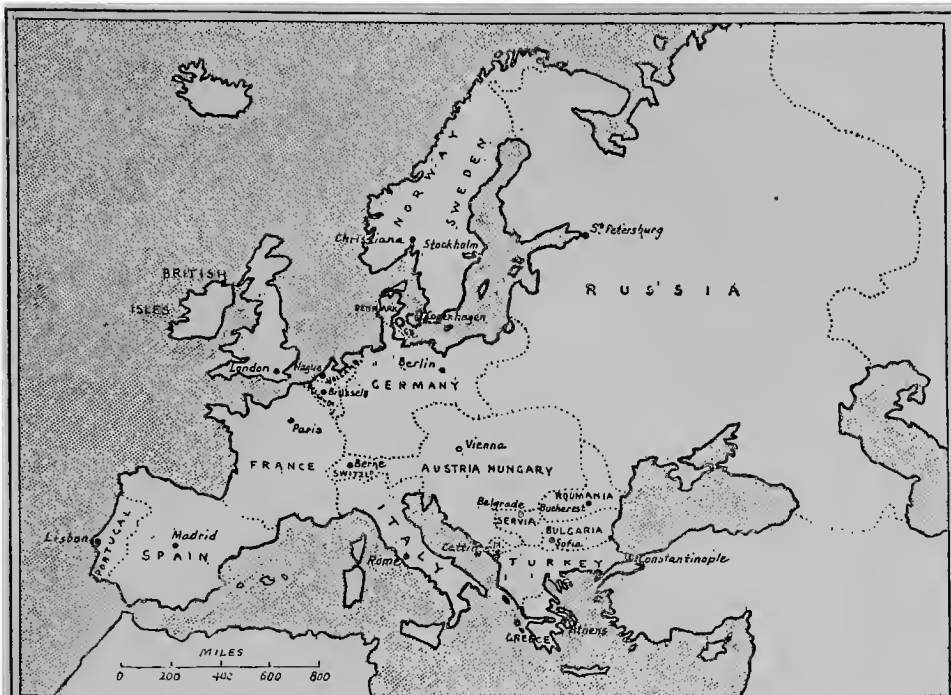 NORWAY
SWEDEN
Christiana
Stockholm
St Petersburg
BRITISH
ISLES
RUSSIA
DENMARK
Copenhagen
London
Hague
Berlin
Brussels
GERMANY
Paris
Vienna
FRANCE
Berne
SWITZLD
AUSTRIA HUNGARY
ROUMANIA
Belgrade
Bucherest
SERVIA
BULGARIA
Sofia
ITALY
Lisbon
PORTUGAL
Madrid
SPAIN
Rome
TURKEY
Constantinople
GREECE
Athens
MILES
0 200 400 600 800